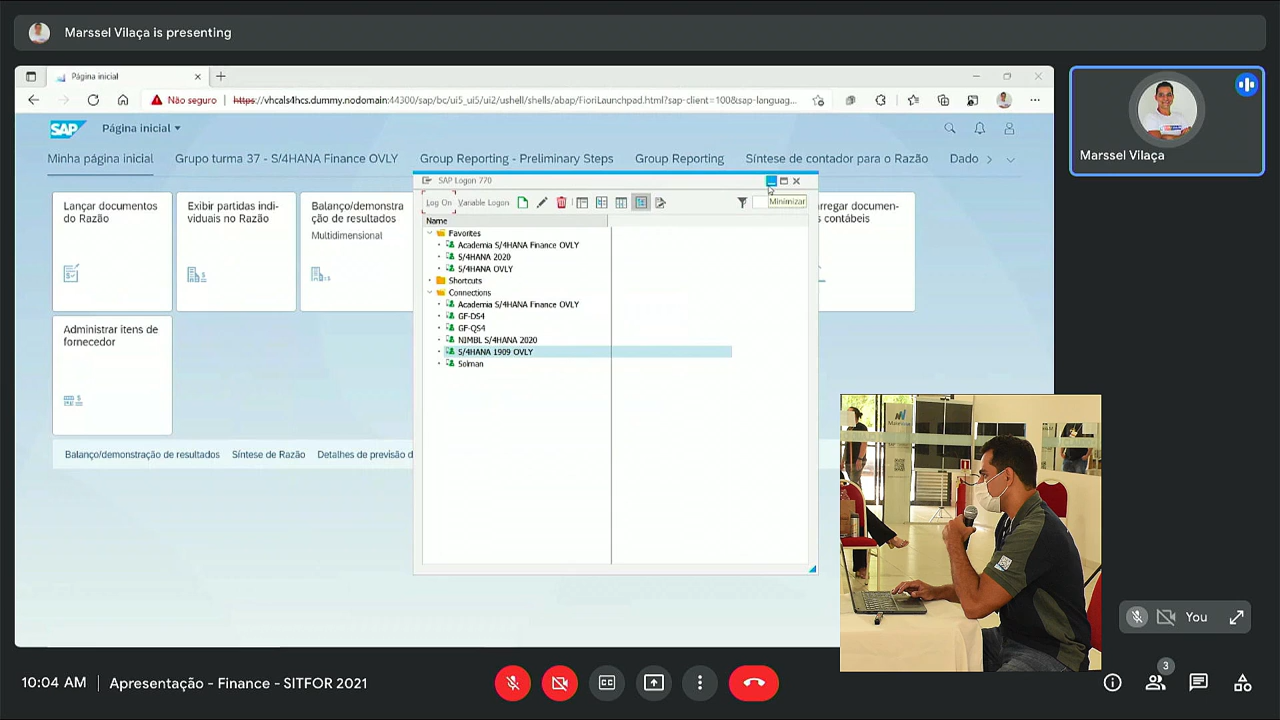 Marssel Vilaça is presenting
Página inicial
Não seguro
https://vhcals4hcs.dummy.nodomain:44300/sap/bc/ui5_ui5/ui2/ushell/shells/abap/FioriLaunchpad.html?sap-client=100&sap-languag...
SAP Página inicial
Minha página inicial Grupo turma 37 - S/4HANA Finance OVLY Group Reporting - Preliminary Steps Group Reporting Síntese de contador para o Razão Dado
Lançar documentos
do Razão
Exibir partidas indi-
viduais no Razão
Balanço/demonstra
ção de resultados
Multidimensional
documen-
contábeis
Administrar itens de
fornecedor
Balanço/demonstração de resultados Síntese de Razão Detalhes de previsão d
SAP Logon 770
Log On Variable Logon
Minimizar
Name
Favorites
Academia S/4HANA Finance OVLY
S/4HANA 2020
S/4HANA OVLY
Shortcuts
Connections
Academia S/4HANA Finance OVLY
GF-DS4
GF-QS4
NIMBL S/4HANA 2020
S/4HANA 1909 OVLY
Solman
Marssel Vilaça
You
10:04 AM | Apresentação - Finance - SITFOR 2021
CC
3